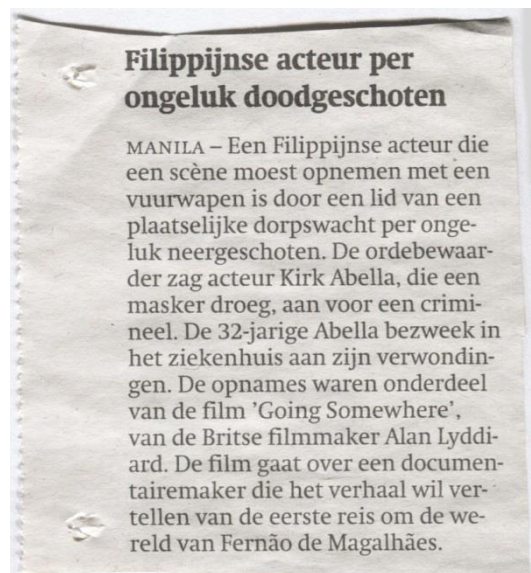 Filippijnse acteur per
ongeluk doodgeschoten
MANILA – Een Filippijnse acteur die
een scène moest opnemen met een
vuurwapen is door een lid van een
plaatselijke dorpswacht per onge-
luk neergeschoten. De ordebewaar-
der zag acteur Kirk Abella, die een
masker droeg, aan voor een crimi-
neel. De 32-jarige Abella bezweek in
het ziekenhuis aan zijn verwondin-
gen. De opnames waren onderdeel
van de film 'Going Somewhere',
van de Britse filmmaker Alan Lyddi-
ard. De film gaat over een documen-
tairemaker die het verhaal wil ver-
tellen van de eerste reis om de we-
reld van Fernão de Magalhães.